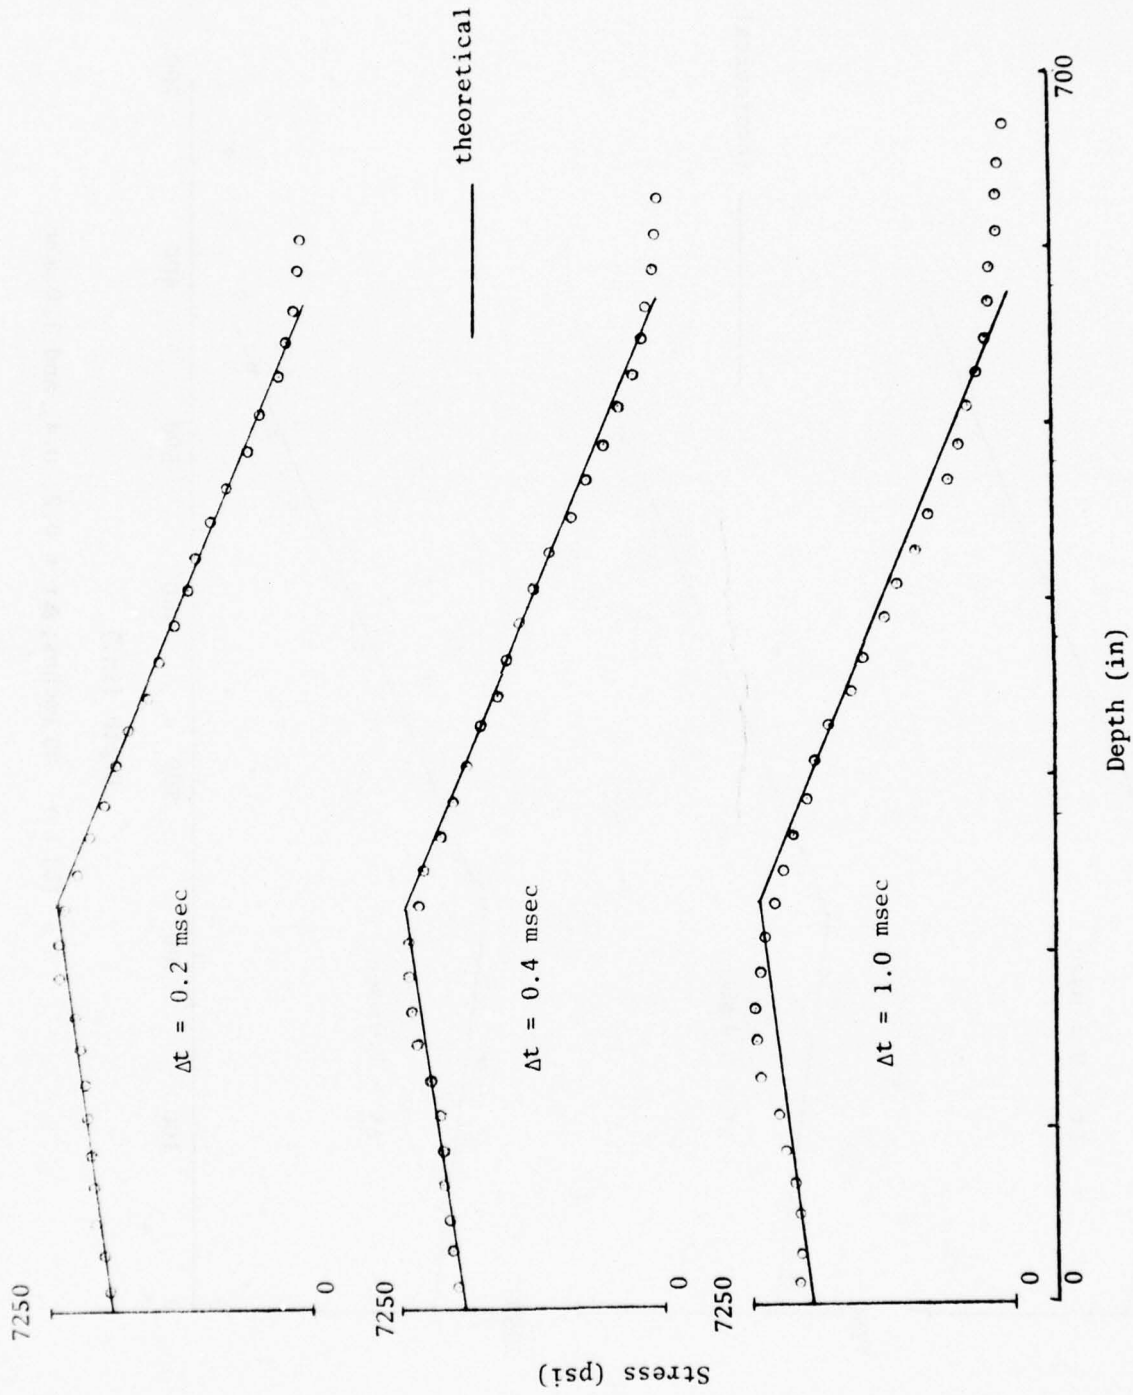 7250
0
Δt = 0.2 msec
theoretical
7250
0
Δt = 0.4 msec
Stress (psi)
7250
0
Δt = 1.0 msec
0
700
Depth (in)